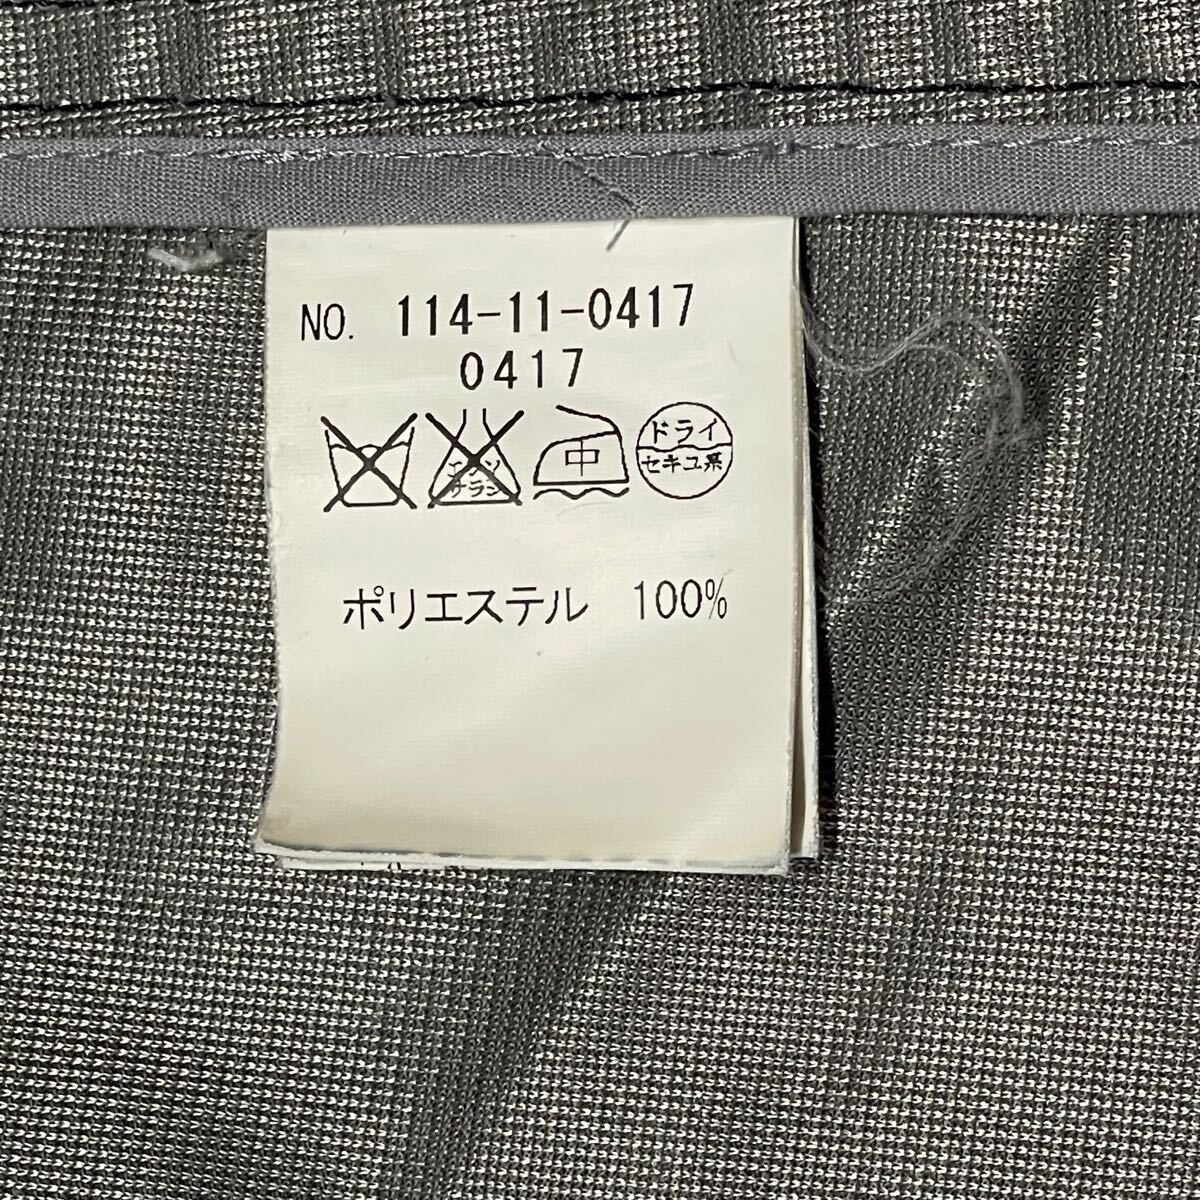 NO. 114-11-0417
0417
エンソ
サラシ
中
ドライ
セキユ系
ポリエステル 100%